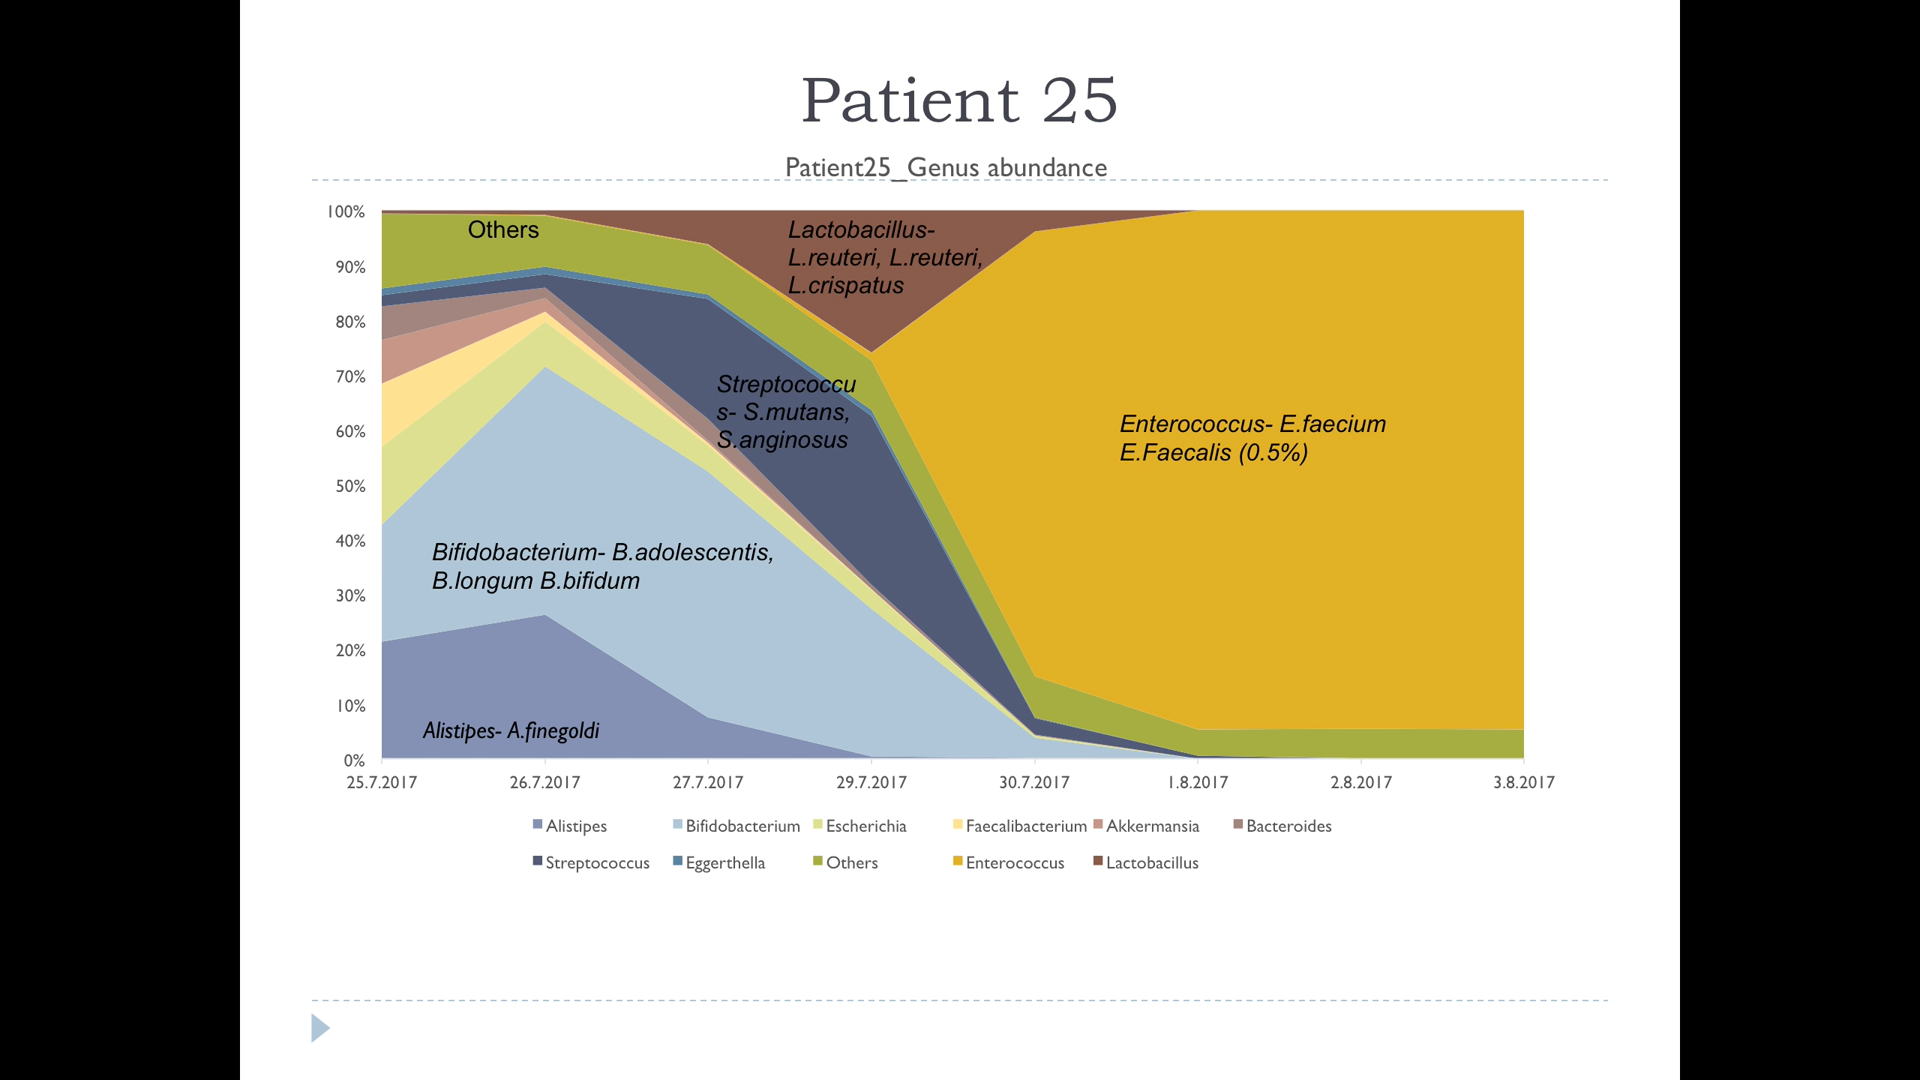 Patient 25
Patient25_Genus abundance
100%
90%
80%
70%
60%
50%
40%
30%
20%
10%
0%
Others
Lactobacillus-
L.reuteri, L.reuteri,
L.crispatus
Streptococcu
s- S.mutans,
S.anginosus
Enterococcus- E.faecium
E.Faecalis (0.5%)
Bifidobacterium- B.adolescentis,
B.longum B.bifidum
Alistipes- A.finegoldi
25.7.2017 26.7.2017 27.7.2017 29.7.2017 30.7.2017 1.8.2017 2.8.2017 3.8.2017
Alistipes Bifidobacterium Escherichia Faecalibacterium Akkermansia Bacteroides
Streptococcus Eggerthella Others Enterococcus Lactobacillus